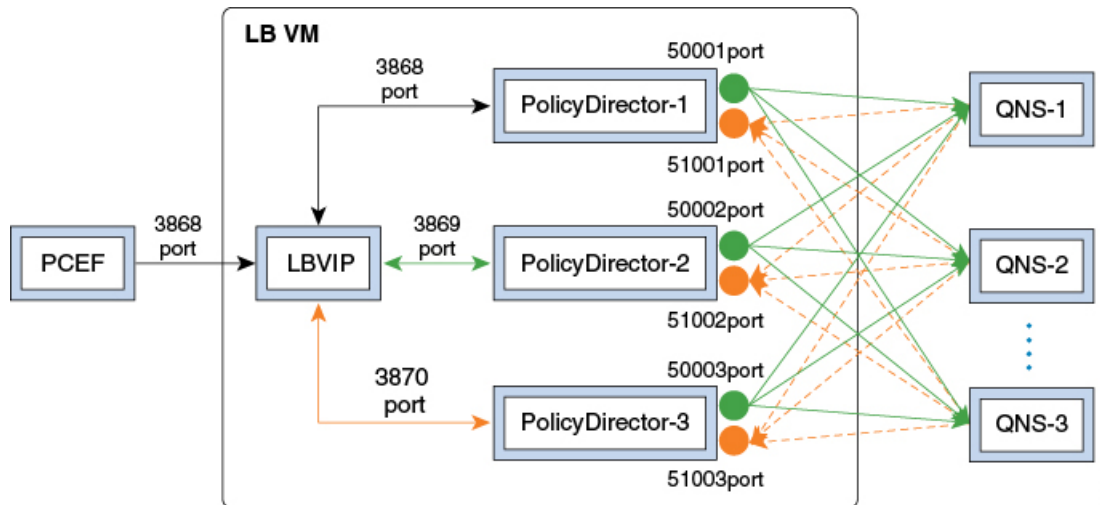 LB VM
50001port
3868
port
PolicyDirector-1
QNS-1
51001port
50002port
3868
port
3869
port
PCEF
LBVIP
PolicyDirector-2
QNS-2
51002port
50003port
3870
port
PolicyDirector-3
QNS-3
51003port